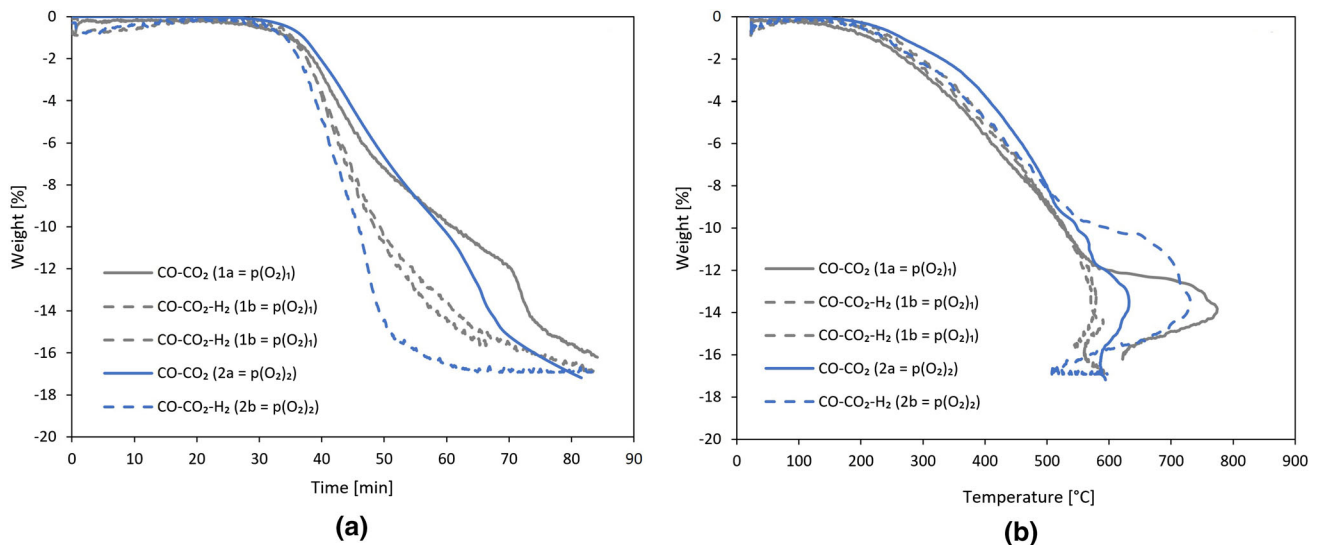 0
-2
-4
-6
-8
-10
-12
-14
-16
-18
-20
Weight [%]
CO-CO₂ (1a = p(O₂)₁)
CO-CO₂-H₂ (1b = p(O₂)₁)
CO-CO₂-H₂ (1b = p(O₂)₁)
CO-CO₂ (2a = p(O₂)₂)
CO-CO₂-H₂ (2b = p(O₂)₂)
0 10 20 30 40 50 60 70 80 90
Time [min]
(a)
0
-2
-4
-6
-8
-10
-12
-14
-16
-18
-20
Weight [%]
CO-CO₂ (1a = p(O₂)₁)
CO-CO₂-H₂ (1b = p(O₂)₁)
CO-CO₂-H₂ (1b = p(O₂)₁)
CO-CO₂ (2a = p(O₂)₂)
CO-CO₂-H₂ (2b = p(O₂)₂)
0 100 200 300 400 500 600 700 800 900
Temperature [°C]
(b)